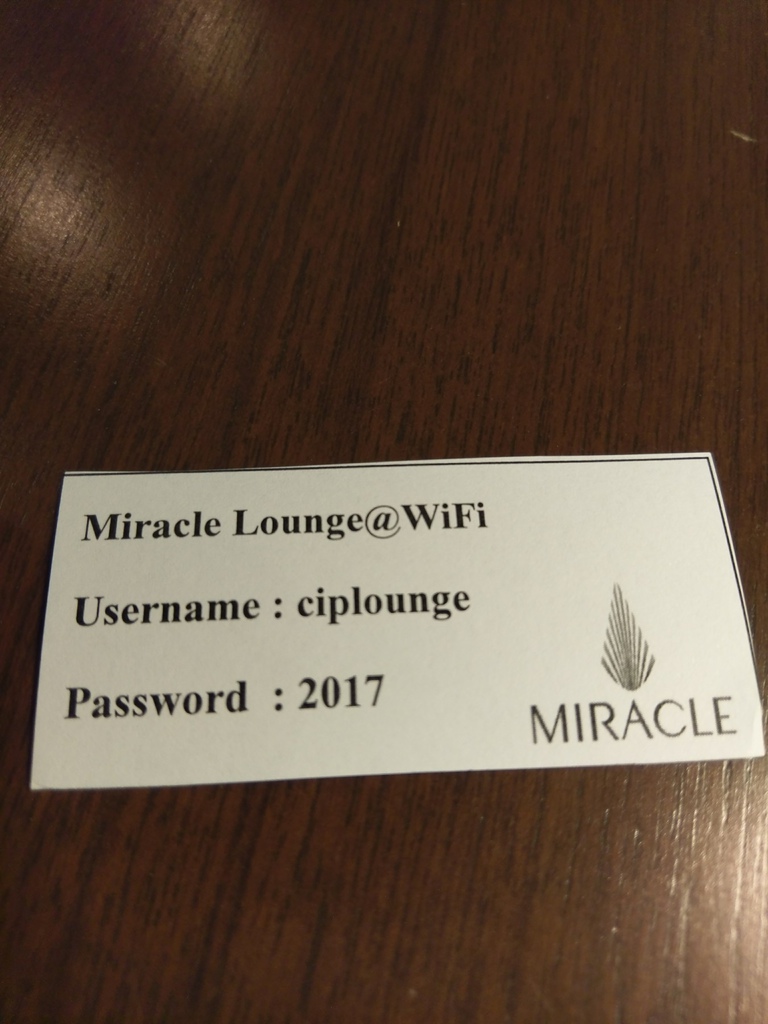 Miracle Lounge@WiFi
Username : ciplounge
Password : 2017
MIRACLE